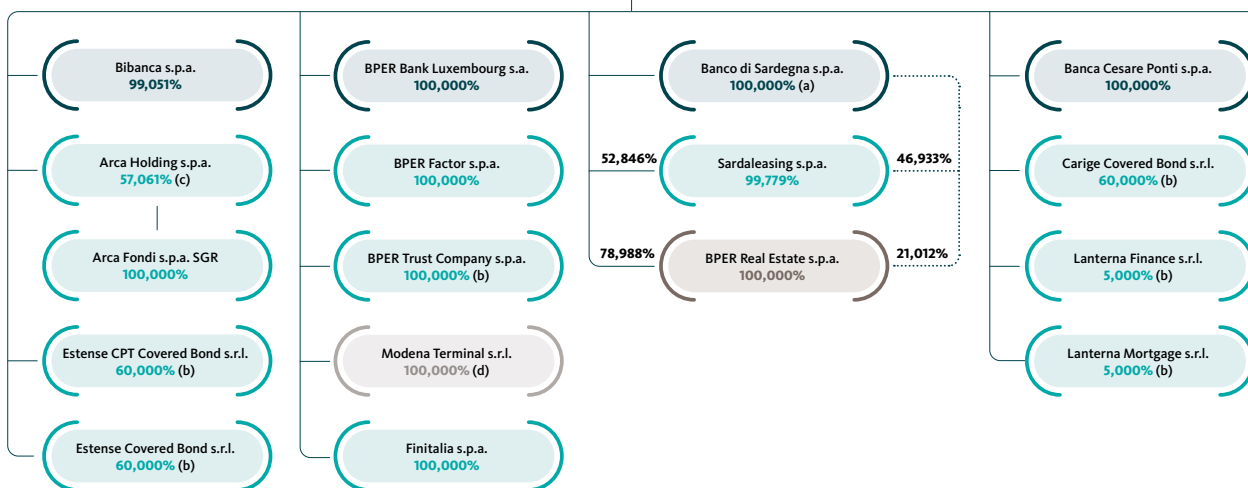 Bibanca s.p.a.
99,051%
Arca Holding s.p.a.
57,061% (c)
Arca Fondi s.p.a. SGR
100,000%
Estense CPT Covered Bond s.r.l.
60,000% (b)
Estense Covered Bond s.r.l.
60,000% (b)
BPER Bank Luxembourg s.a.
100,000%
BPER Factor s.p.a.
100,000%
BPER Trust Company s.p.a.
100,000% (b)
Modena Terminal s.r.l.
100,000% (d)
Finitalia s.p.a.
100,000%
Banco di Sardegna s.p.a.
100,000% (a)
52,846%
Sardaleasing s.p.a.
99,779%
46,933%
78,988%
BPER Real Estate s.p.a.
100,000%
21,012%
Banca Cesare Ponti s.p.a.
100,000%
Carige Covered Bond s.r.l.
60,000% (b)
Lanterna Finance s.r.l.
5,000% (b)
Lanterna Mortgage s.r.l.
5,000% (b)